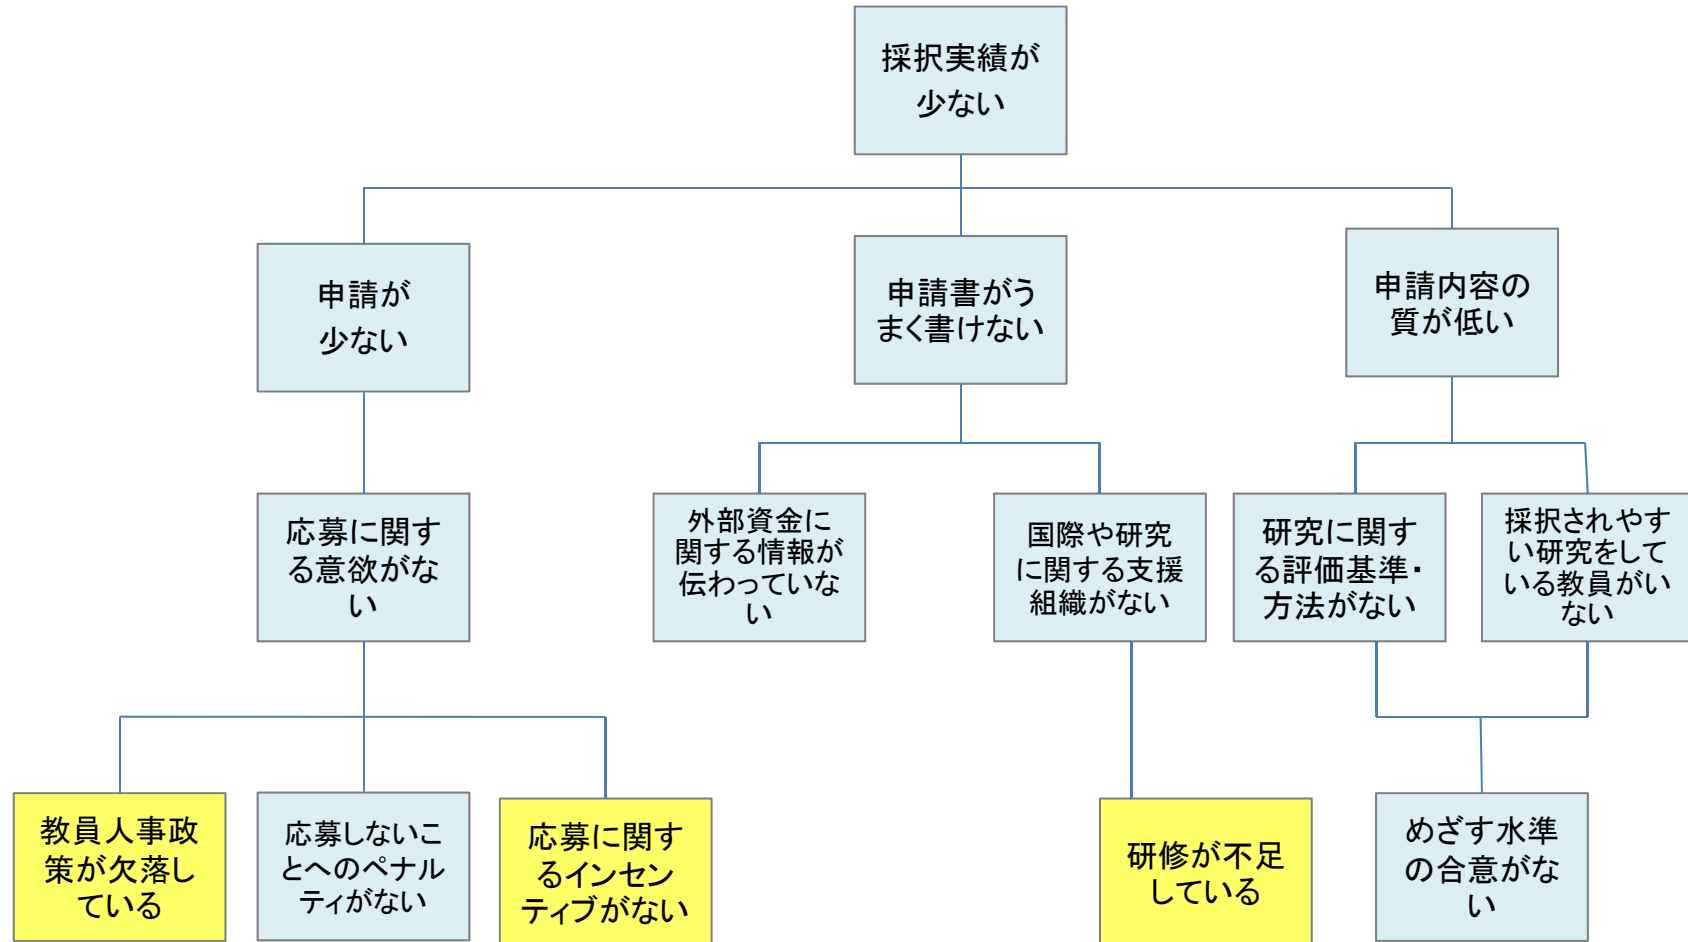 採択実績が
少ない
申請が
少ない
申請書がう
まく書けない
申請内容の
質が低い
応募に関す
る意欲がな
い
外部資金に
関する情報が
伝わっていな
い
国際や研究
に関する支援
組織がない
研究に関す
る評価基準・
方法がない
採択されやす
い研究をして
いる教員がい
ない
教員人事政
策が欠落し
ている
応募しないこ
とへのペナル
ティがない
応募に関す
るインセン
ティブがない
研修が不足
している
めざす水準
の合意がな
い